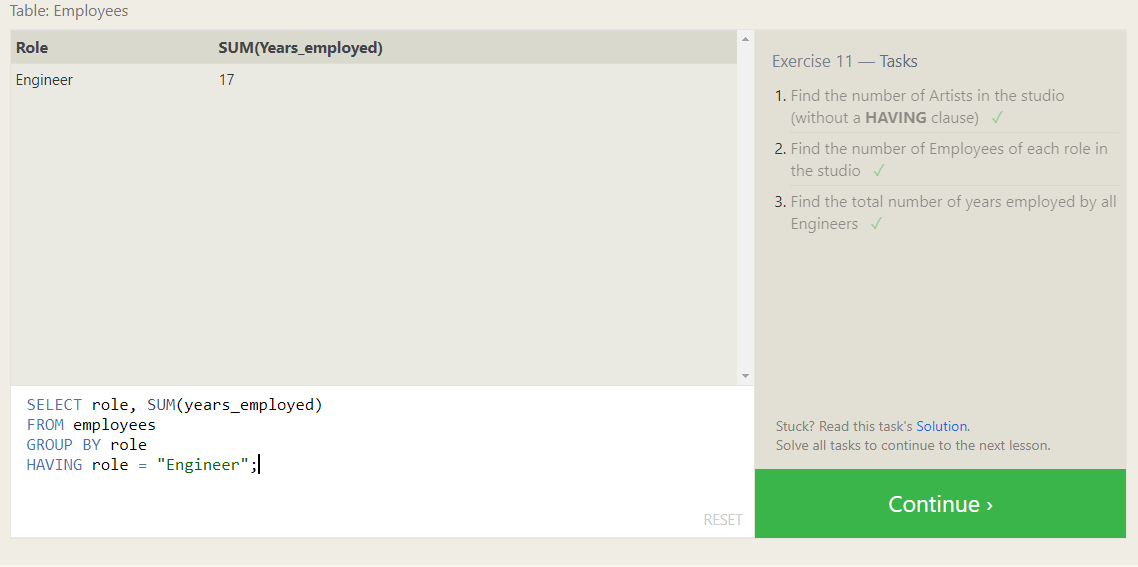 Table: Employees
Role SUM(Years_employed)
Engineer 17
SELECT role, SUM(years_employed)
FROM employees
GROUP BY role
HAVING role = "Engineer";
RESET
Exercise 11 — Tasks
1. Find the number of Artists in the studio
(without a HAVING clause) ✓
2. Find the number of Employees of each role in
the studio ✓
3. Find the total number of years employed by all
Engineers ✓
Stuck? Read this task's Solution.
Solve all tasks to continue to the next lesson.
Continue ›